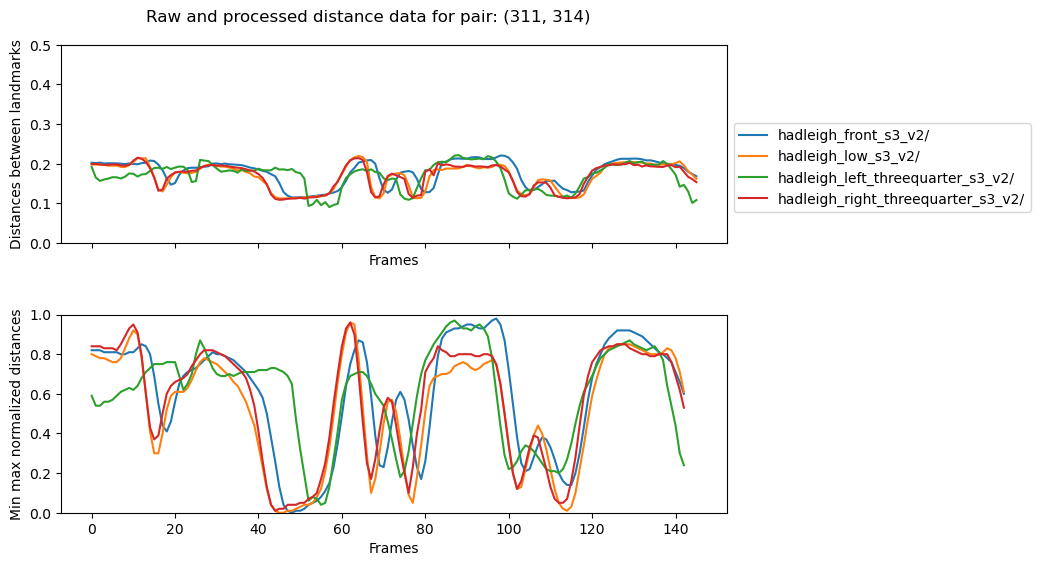 Raw and processed distance data for pair: (311, 314)
Distances between landmarks
0.5
0.4
0.3
0.2
0.1
0.0
Frames
hadleigh_front_s3_v2/
hadleigh_low_s3_v2/
hadleigh_left_threequarter_s3_v2/
hadleigh_right_threequarter_s3_v2/
Min max normalized distances
1.0
0.8
0.6
0.4
0.2
0.0
0 20 40 60 80 100 120 140
Frames